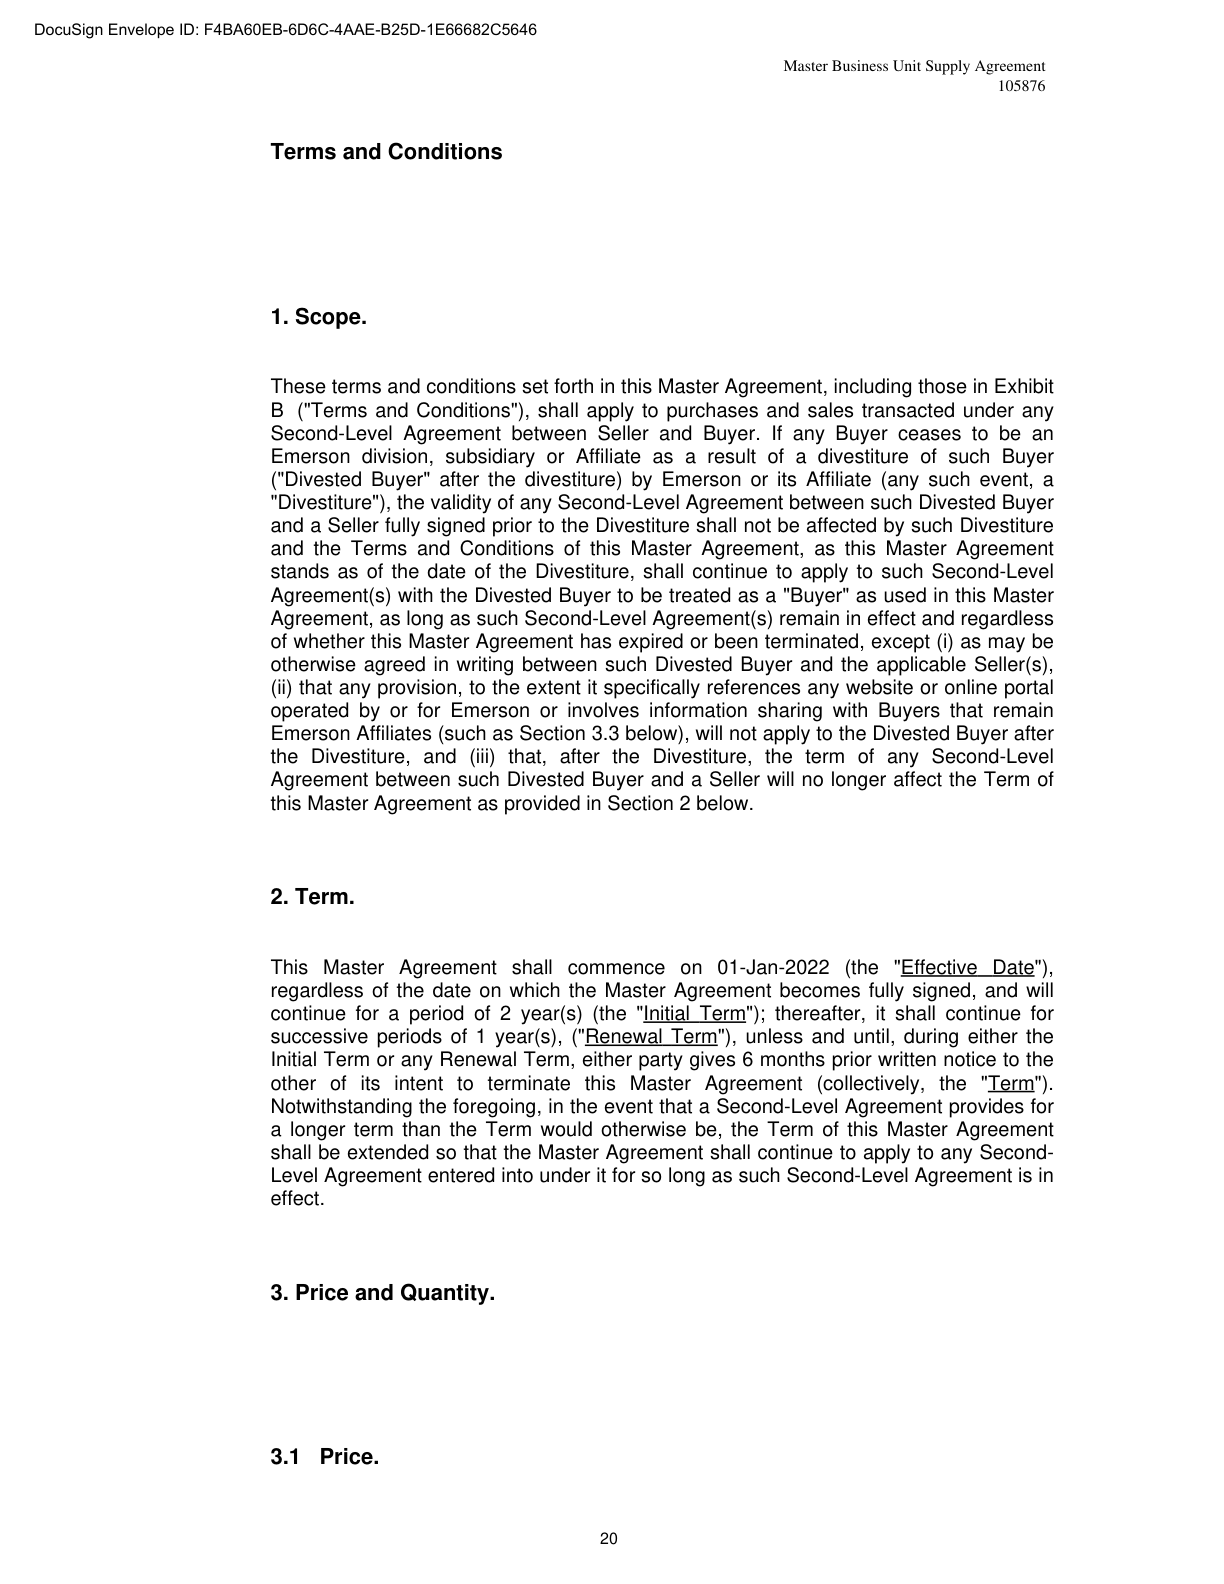 DocuSign Envelope ID: F4BA60EB-6D6C-4AAE-B25D-1E66682C5646
Master Business Unit Supply Agreement
105876
Terms and Conditions
1. Scope.
These terms and conditions set forth in this Master Agreement, including those in Exhibit
B ("Terms and Conditions"), shall apply to purchases and sales transacted under any
Second-Level Agreement between Seller and Buyer. If any Buyer ceases to be an
Emerson division, subsidiary or Affiliate as a result of a divestiture of such Buyer
("Divested Buyer" after the divestiture) by Emerson or its Affiliate (any such event, a
"Divestiture"), the validity of any Second-Level Agreement between such Divested Buyer
and a Seller fully signed prior to the Divestiture shall not be affected by such Divestiture
and the Terms and Conditions of this Master Agreement, as this Master Agreement
stands as of the date of the Divestiture, shall continue to apply to such Second-Level
Agreement(s) with the Divested Buyer to be treated as a "Buyer" as used in this Master
Agreement, as long as such Second-Level Agreement(s) remain in effect and regardless
of whether this Master Agreement has expired or been terminated, except (i) as may be
otherwise agreed in writing between such Divested Buyer and the applicable Seller(s),
(ii) that any provision, to the extent it specifically references any website or online portal
operated by or for Emerson or involves information sharing with Buyers that remain
Emerson Affiliates (such as Section 3.3 below), will not apply to the Divested Buyer after
the Divestiture, and (iii) that, after the Divestiture, the term of any Second-Level
Agreement between such Divested Buyer and a Seller will no longer affect the Term of
this Master Agreement as provided in Section 2 below.
2. Term.
This Master Agreement shall commence on 01-Jan-2022 (the "Effective Date"),
regardless of the date on which the Master Agreement becomes fully signed, and will
continue for a period of 2 year(s) (the "Initial Term"); thereafter, it shall continue for
successive periods of 1 year(s), ("Renewal Term"), unless and until, during either the
Initial Term or any Renewal Term, either party gives 6 months prior written notice to the
other of its intent to terminate this Master Agreement (collectively, the "Term").
Notwithstanding the foregoing, in the event that a Second-Level Agreement provides for
a longer term than the Term would otherwise be, the Term of this Master Agreement
shall be extended so that the Master Agreement shall continue to apply to any Second-
Level Agreement entered into under it for so long as such Second-Level Agreement is in
effect.
3. Price and Quantity.
3.1 Price.
20